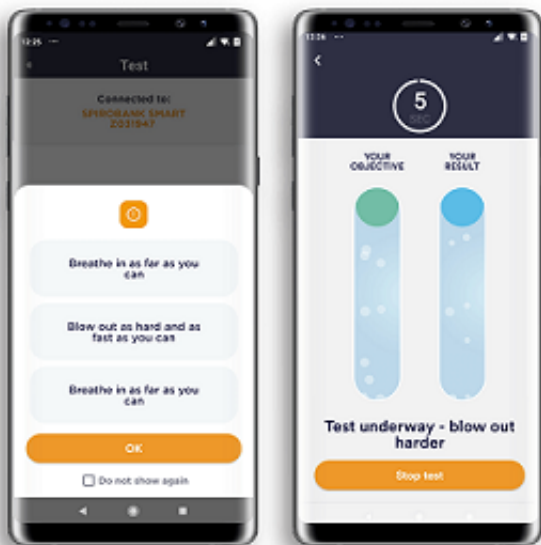 12:25
Test
Connected to:
SPIROBANK SMART
Z031947
Breathe in as far as you
can
Blow out as hard and as
fast as you can
Breathe in as far as you
can
OK
Do not show again
12:26
5
SEC
YOUR
OBJECTIVE
YOUR
RESULT
Test underway - blow out
harder
Stop test